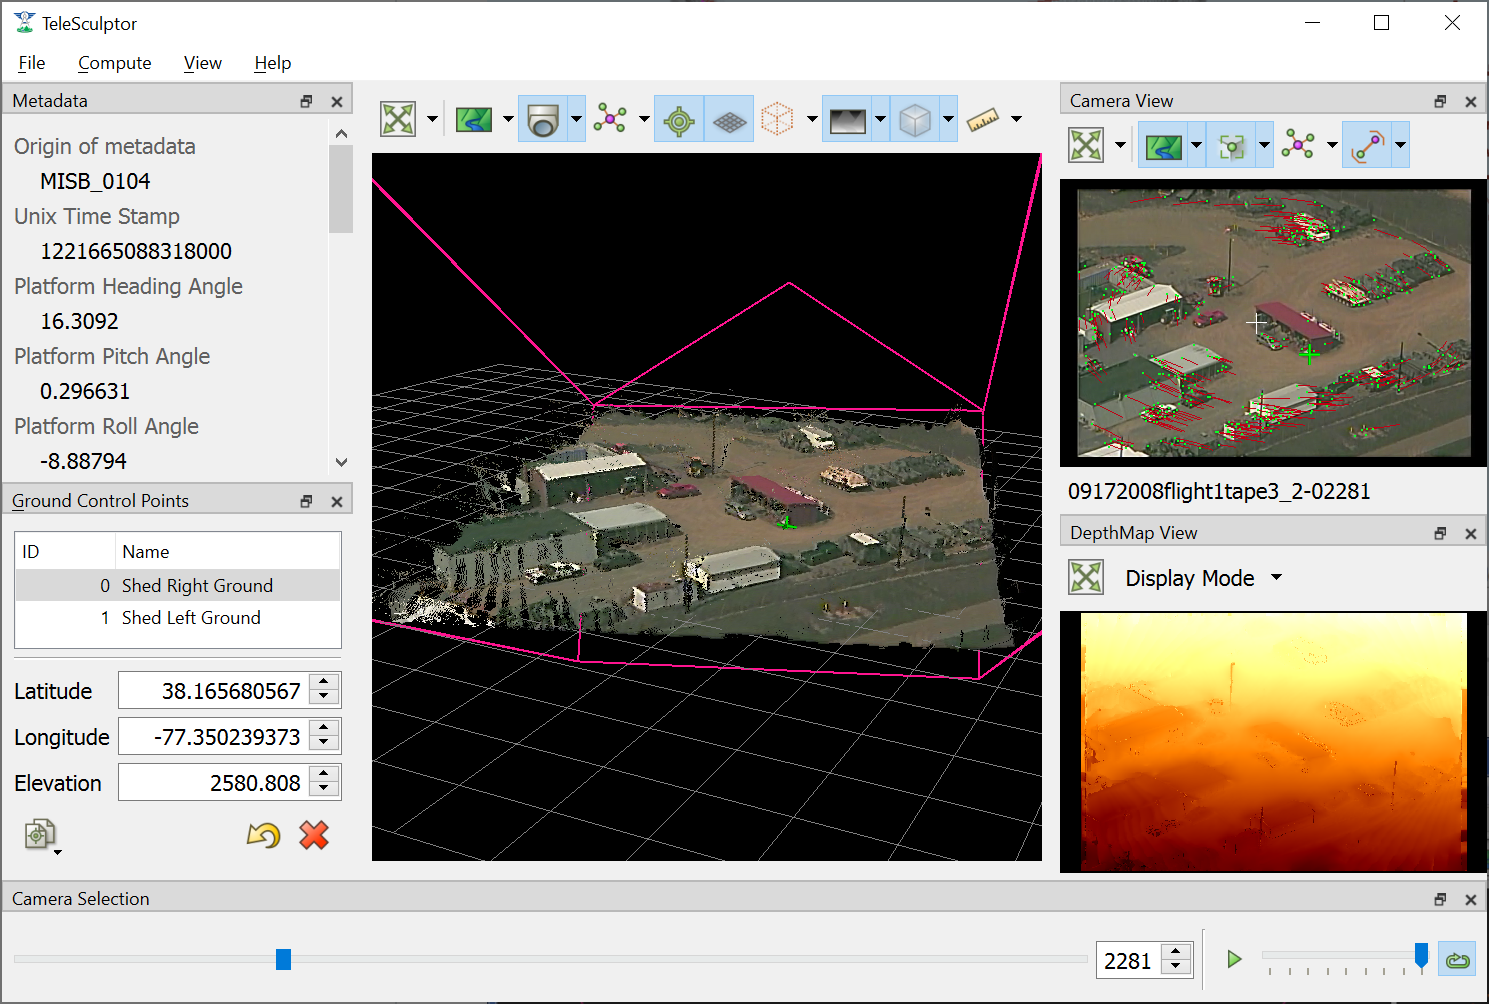 TeleSculptor
File Compute View Help
Metadata
Origin of metadata
MISB_0104
Unix Time Stamp
1221665088318000
Platform Heading Angle
16.3092
Platform Pitch Angle
0.296631
Platform Roll Angle
-8.88794
Ground Control Points
ID Name
0 Shed Right Ground
1 Shed Left Ground
Latitude 38.165680567
Longitude -77.350239373
Elevation 2580.808
Camera View
09172008flight1tape3_2-02281
DepthMap View
Display Mode
Camera Selection
2281